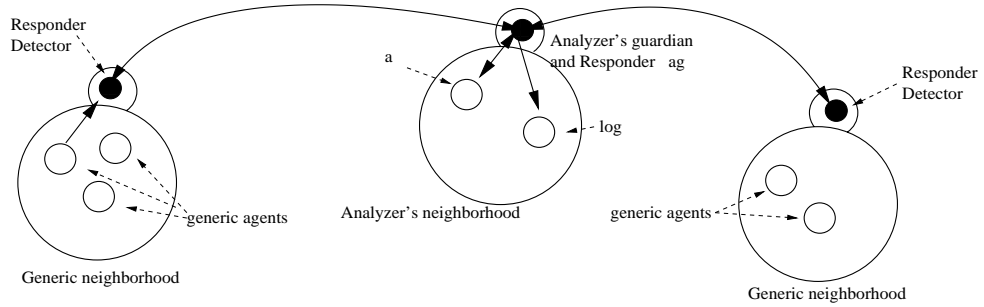 Responder
Detector
a
Analyzer's guardian
and Responder ag
Responder
Detector
log
generic agents
Analyzer's neighborhood
generic agents
Generic neighborhood
Generic neighborhood